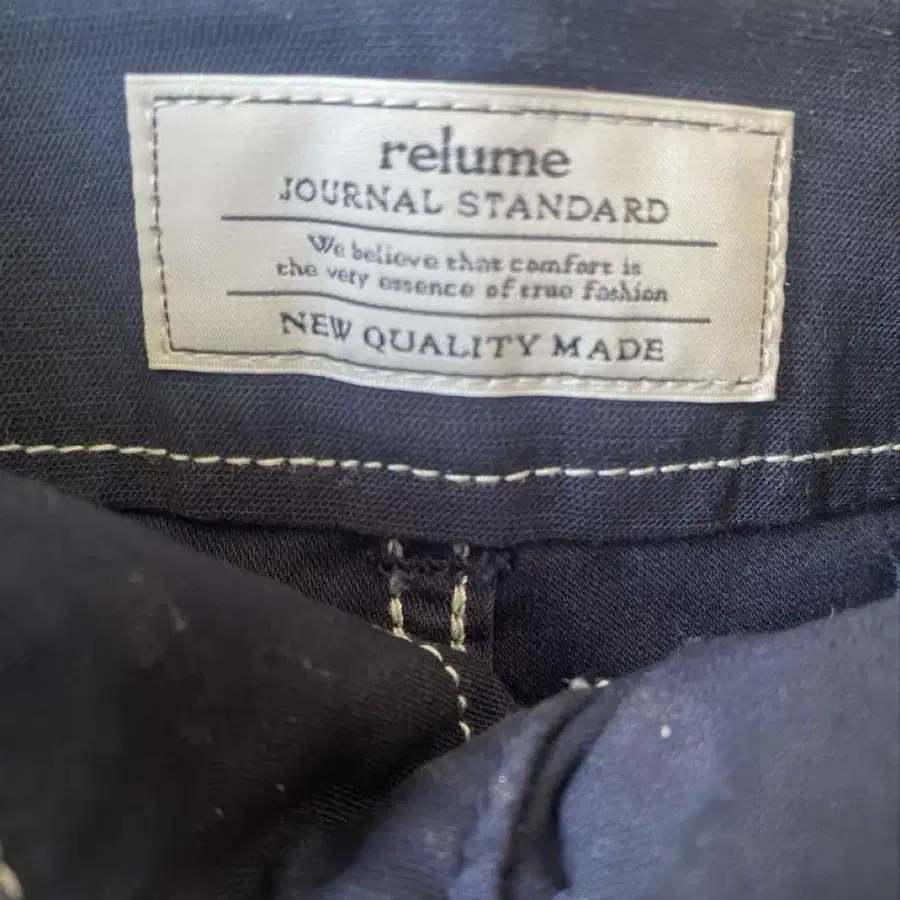 relume
JOURNAL STANDARD
We believe that comfort is
the very essence of true fashion
NEW QUALITY MADE